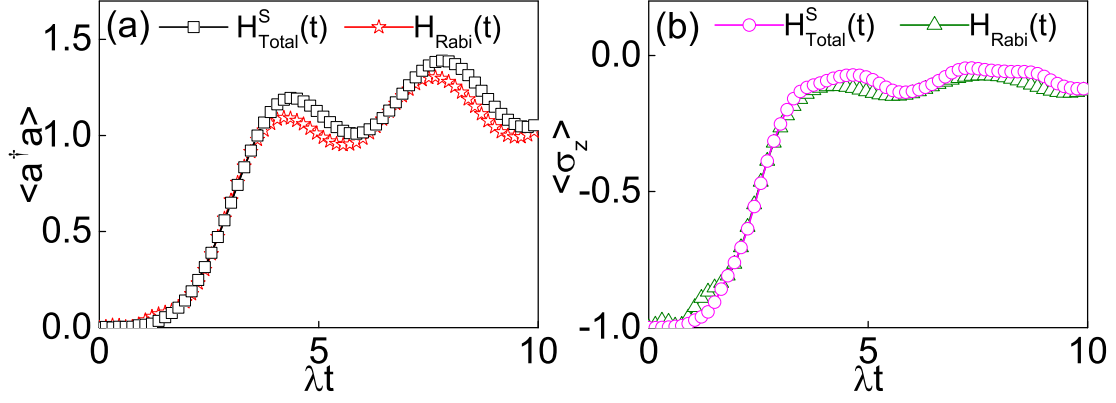 (a) H^S_Total(t) H_Rabi(t)
1.5
1.0
0.5
0.0
<a†a>
0 5 10
λt
(b) H^S_Total(t) H_Rabi(t)
0.0
-0.5
-1.0
<σ_z>
0 5 10
λt